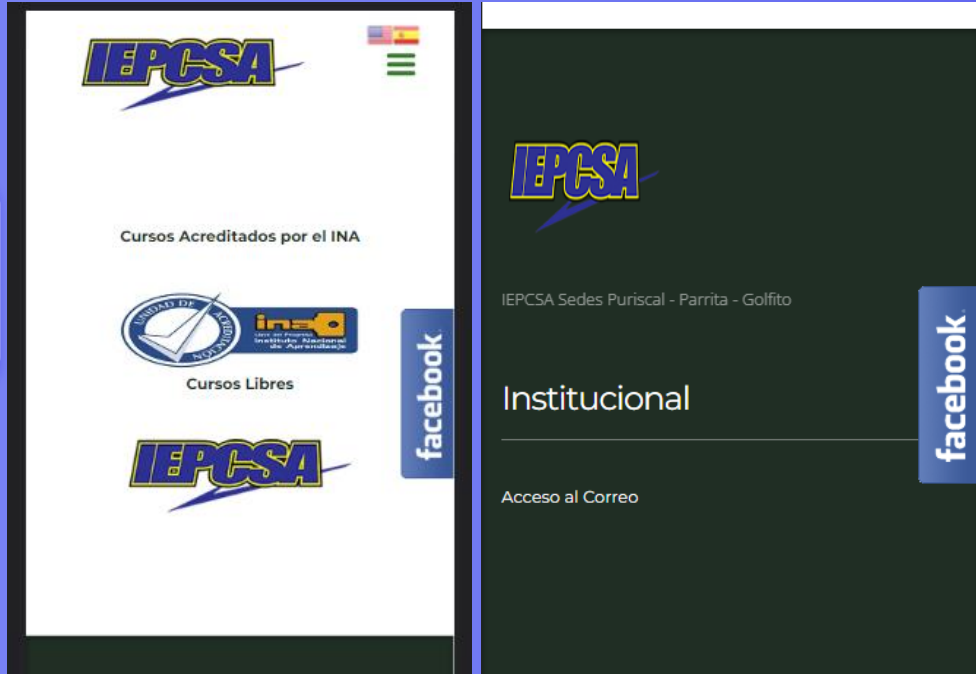 IEPCSA
Cursos Acreditados por el INA
UNIDAD DE ACREDITACIÓN
ina
Instituto Nacional
de Aprendizaje
Cursos Libres
IEPCSA
facebook
IEPCSA
IEPCSA Sedes Puriscal - Parrita - Golfito
Institucional
Acceso al Correo
facebook